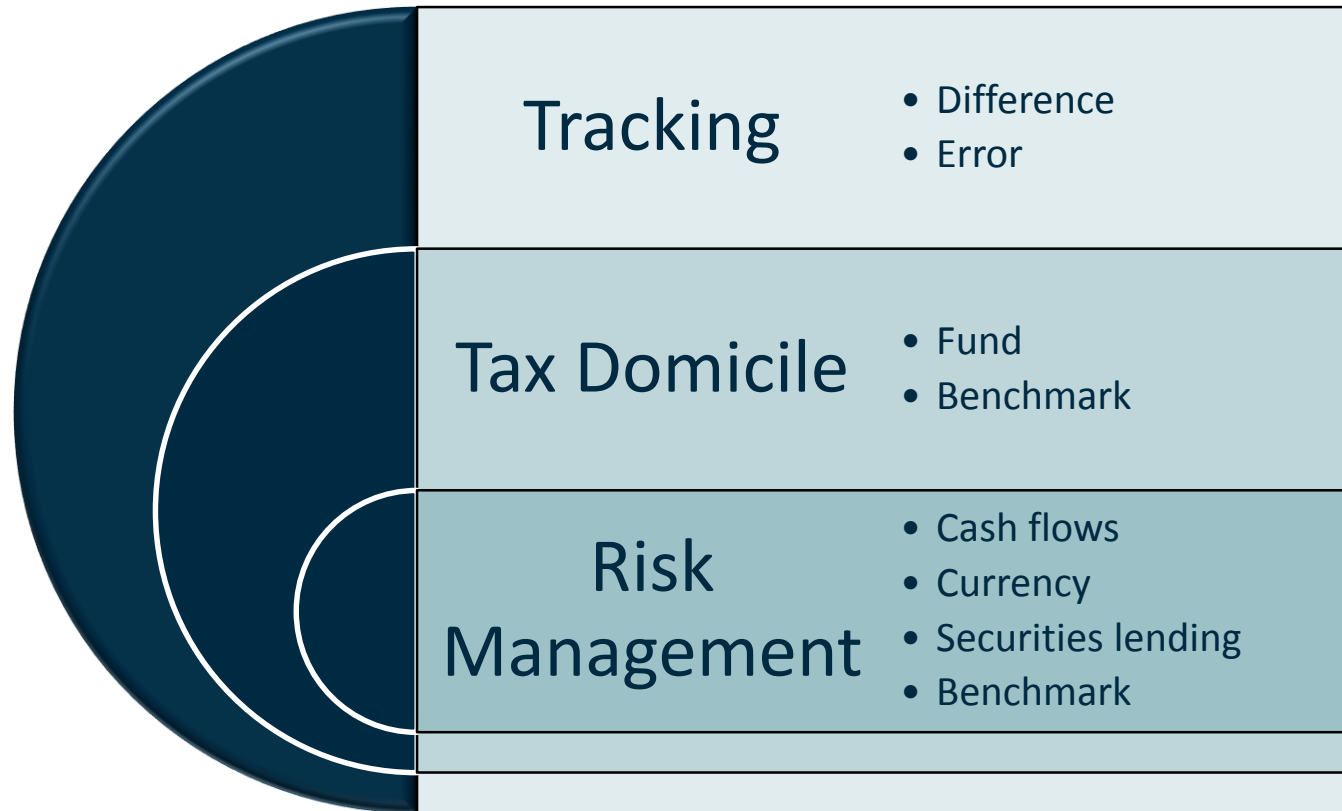 Tracking
• Difference
• Error
Tax Domicile
• Fund
• Benchmark
Risk
Management
• Cash flows
• Currency
• Securities lending
• Benchmark